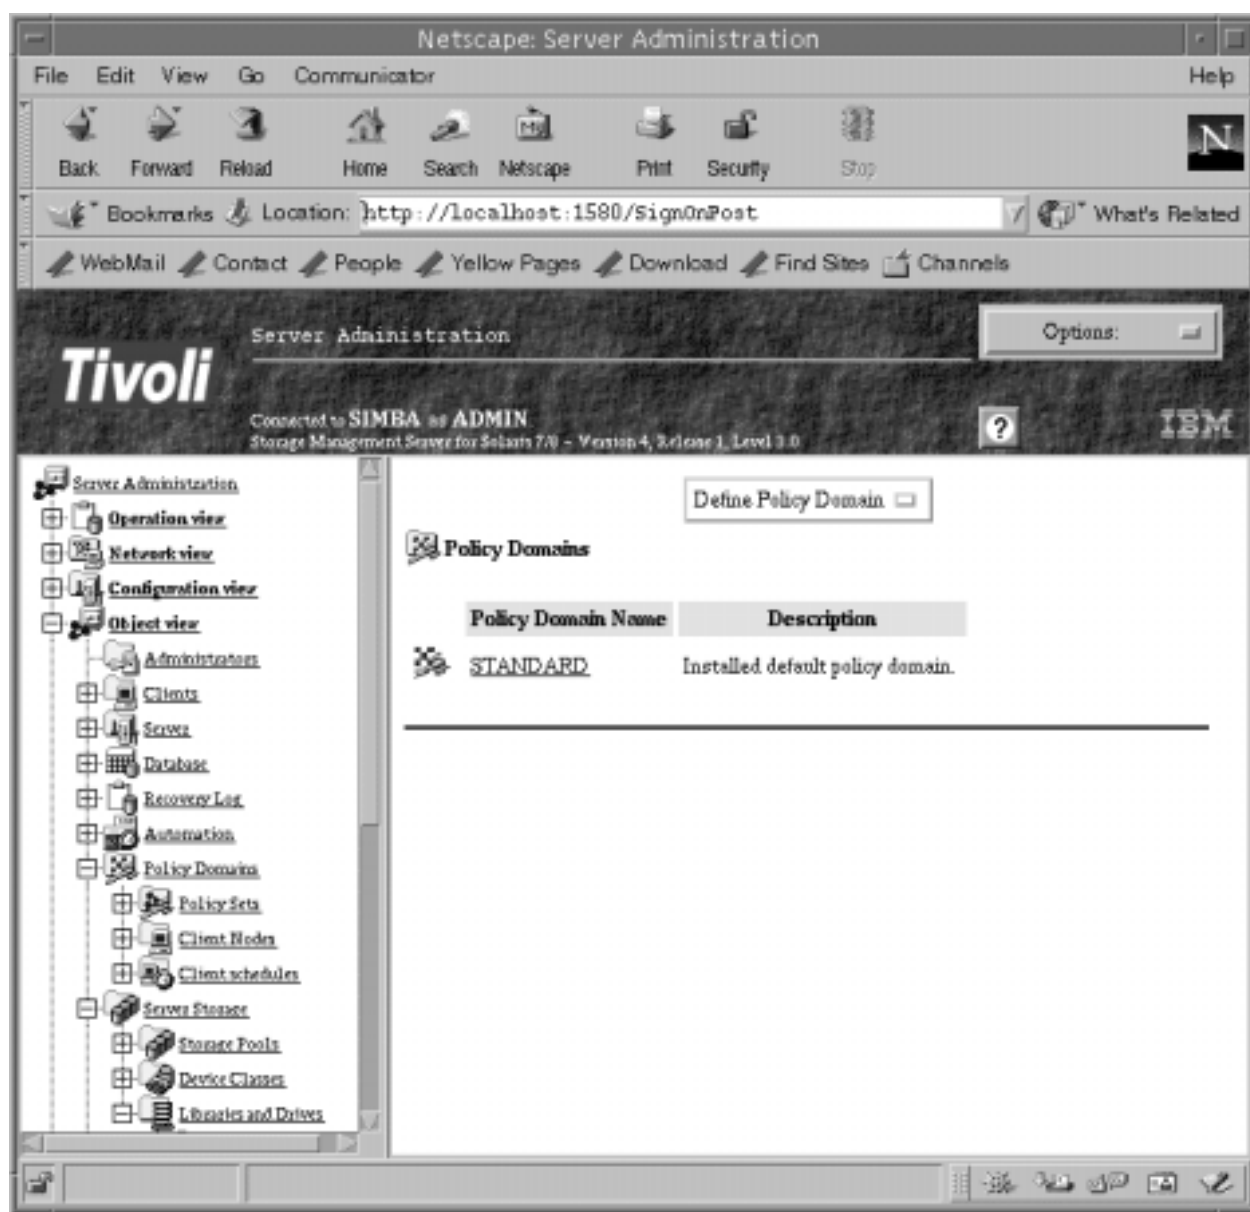 Netscape: Server Administration
File Edit View Go Communicator Help
Back Forward Reload Home Search Netscape Print Security Stop
N
Bookmarks Location: http://localhost:1580/SignOnPost What's Related
WebMail Contact People Yellow Pages Download Find Sites Channels
Server Administration
Options:
Tivoli
Connected to SIMBA as ADMIN
Storage Management Server for Solaris 7/8 - Version 4, Release 1, Level 3.0
?
IBM
Server Administration
Operation view
Network view
Configuration view
Object view
Administrators
Clients
Server
Database
Recovery Log
Automation
Policy Domains
Policy Sets
Client Nodes
Client schedules
Server Storage
Storage Pools
Device Classes
Libraries and Drives
Define Policy Domain
Policy Domains
Policy Domain Name Description
STANDARD Installed default policy domain.